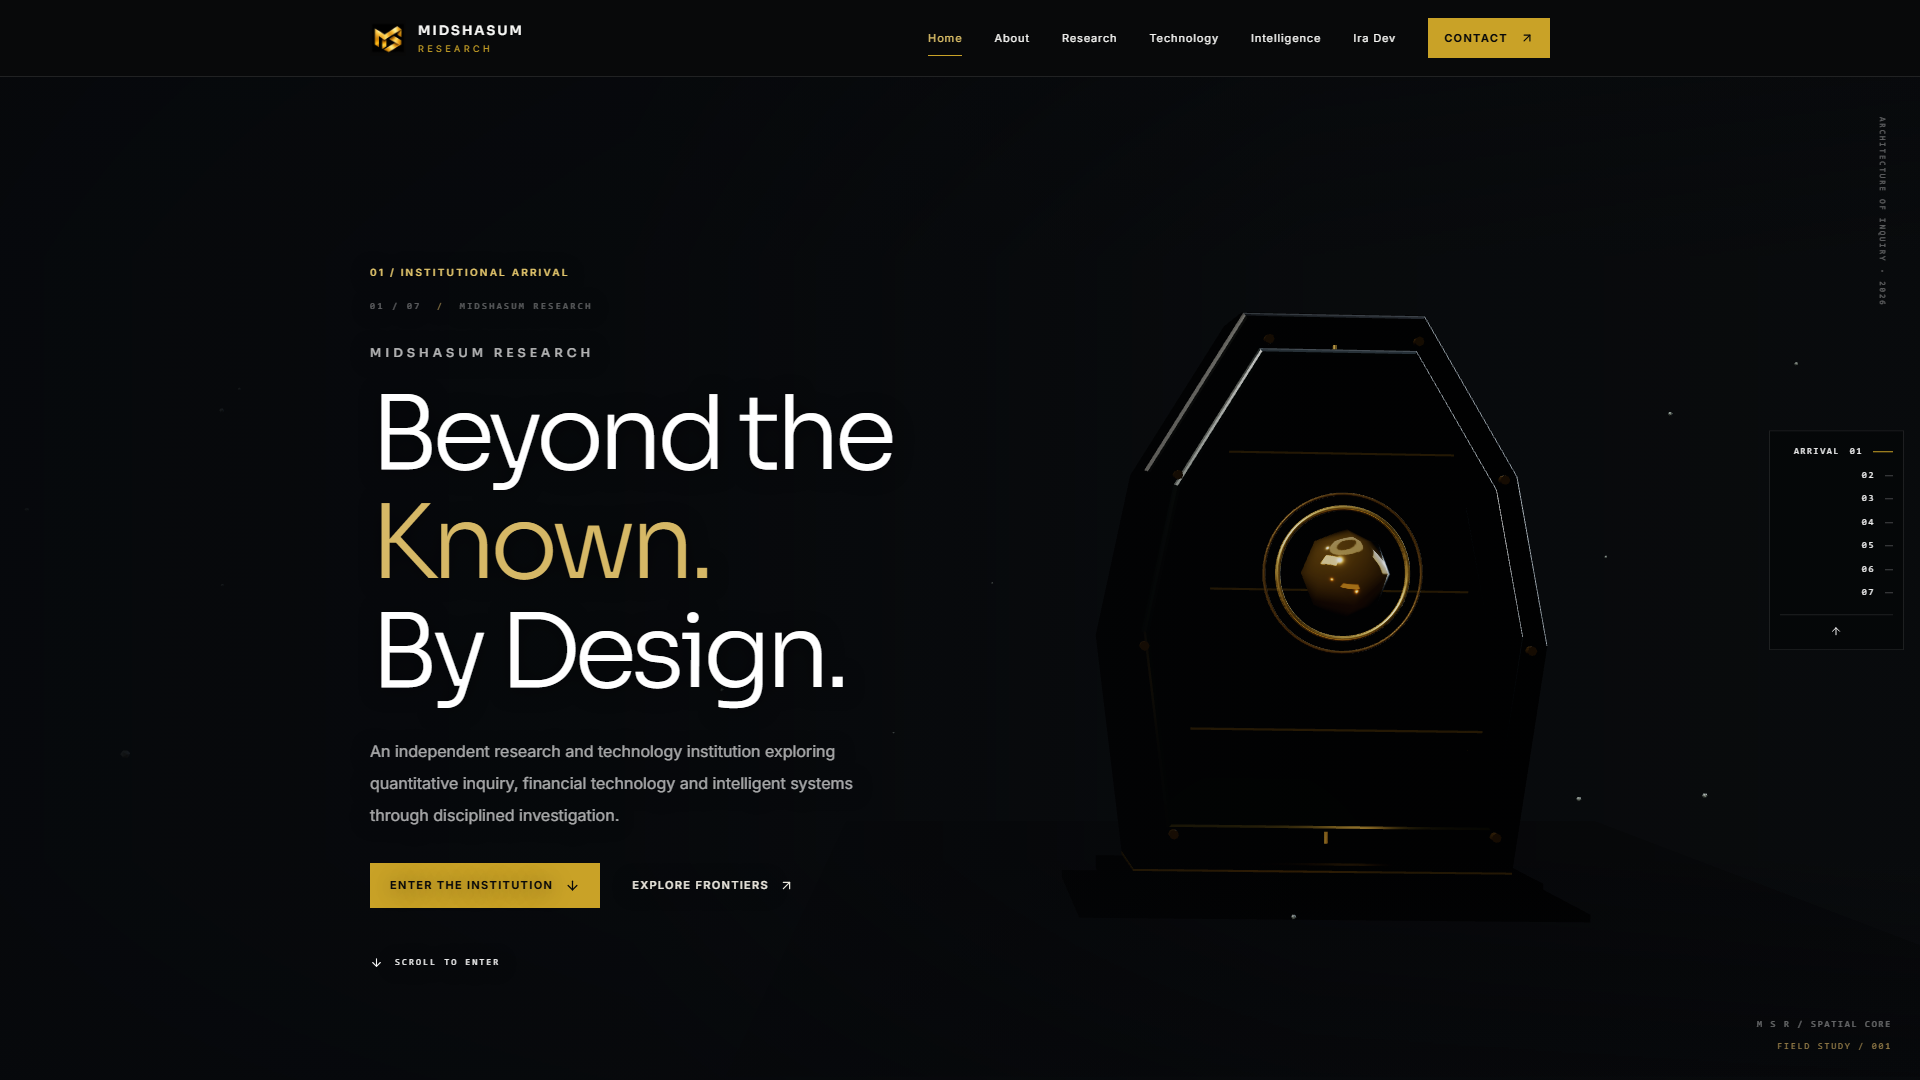 MIDSHASUM
RESEARCH
Home
About
Research
Technology
Intelligence
Ira Dev
CONTACT
ARCHITECTURE OF INQUIRY · 2026
01 / INSTITUTIONAL ARRIVAL
01 / 07 / MIDSHASUM RESEARCH
MIDSHASUM RESEARCH
Beyond the
Known.
By Design.
An independent research and technology institution exploring
quantitative inquiry, financial technology and intelligent systems
through disciplined investigation.
ENTER THE INSTITUTION
EXPLORE FRONTIERS
SCROLL TO ENTER
ARRIVAL 01
02
03
04
05
06
07
M S R / SPATIAL CORE
FIELD STUDY / 001